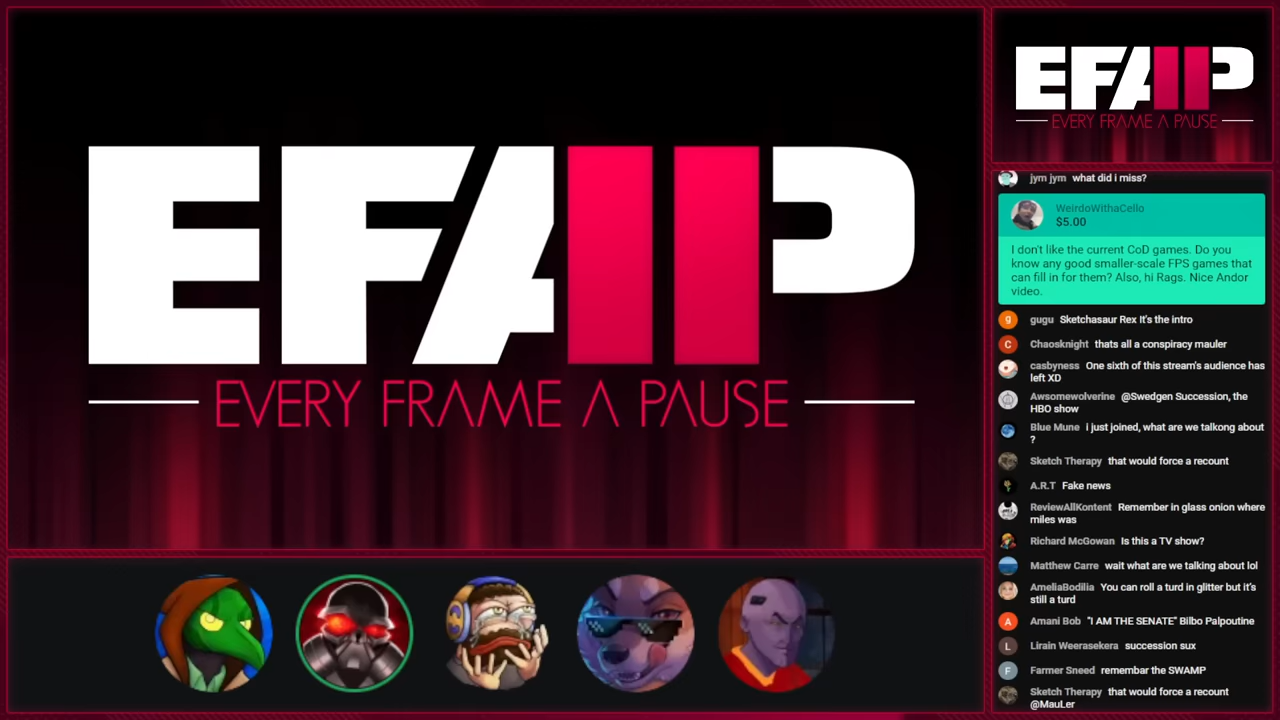 EFAP
EVERY FRAME A PAUSE
EFAP
EVERY FRAME A PAUSE
jym jym what did i miss?
WeirdoWithaCello
$5.00
I don't like the current CoD games. Do you
know any good smaller-scale FPS games that
can fill in for them? Also, hi Rags. Nice Andor
video.
g gugu Sketchasaur Rex It's the intro
C Chaosknight thats all a conspiracy mauler
casbyness One sixth of this stream's audience has
left XD
Awsomewolverine @Swedgen Succession, the
HBO show
Blue Mune i just joined, what are we talkong about
?
Sketch Therapy that would force a recount
A.R.T Fake news
ReviewAllKontent Remember in glass onion where
miles was
Richard McGowan Is this a TV show?
Matthew Carre wait what are we talking about lol
AmeliaBodilia You can roll a turd in glitter but it's
still a turd
A Amani Bob "I AM THE SENATE" Bilbo Palpoutine
L Lirain Weerasekera succession sux
F Farmer Sneed remembar the SWAMP
Sketch Therapy that would force a recount
@MauLer